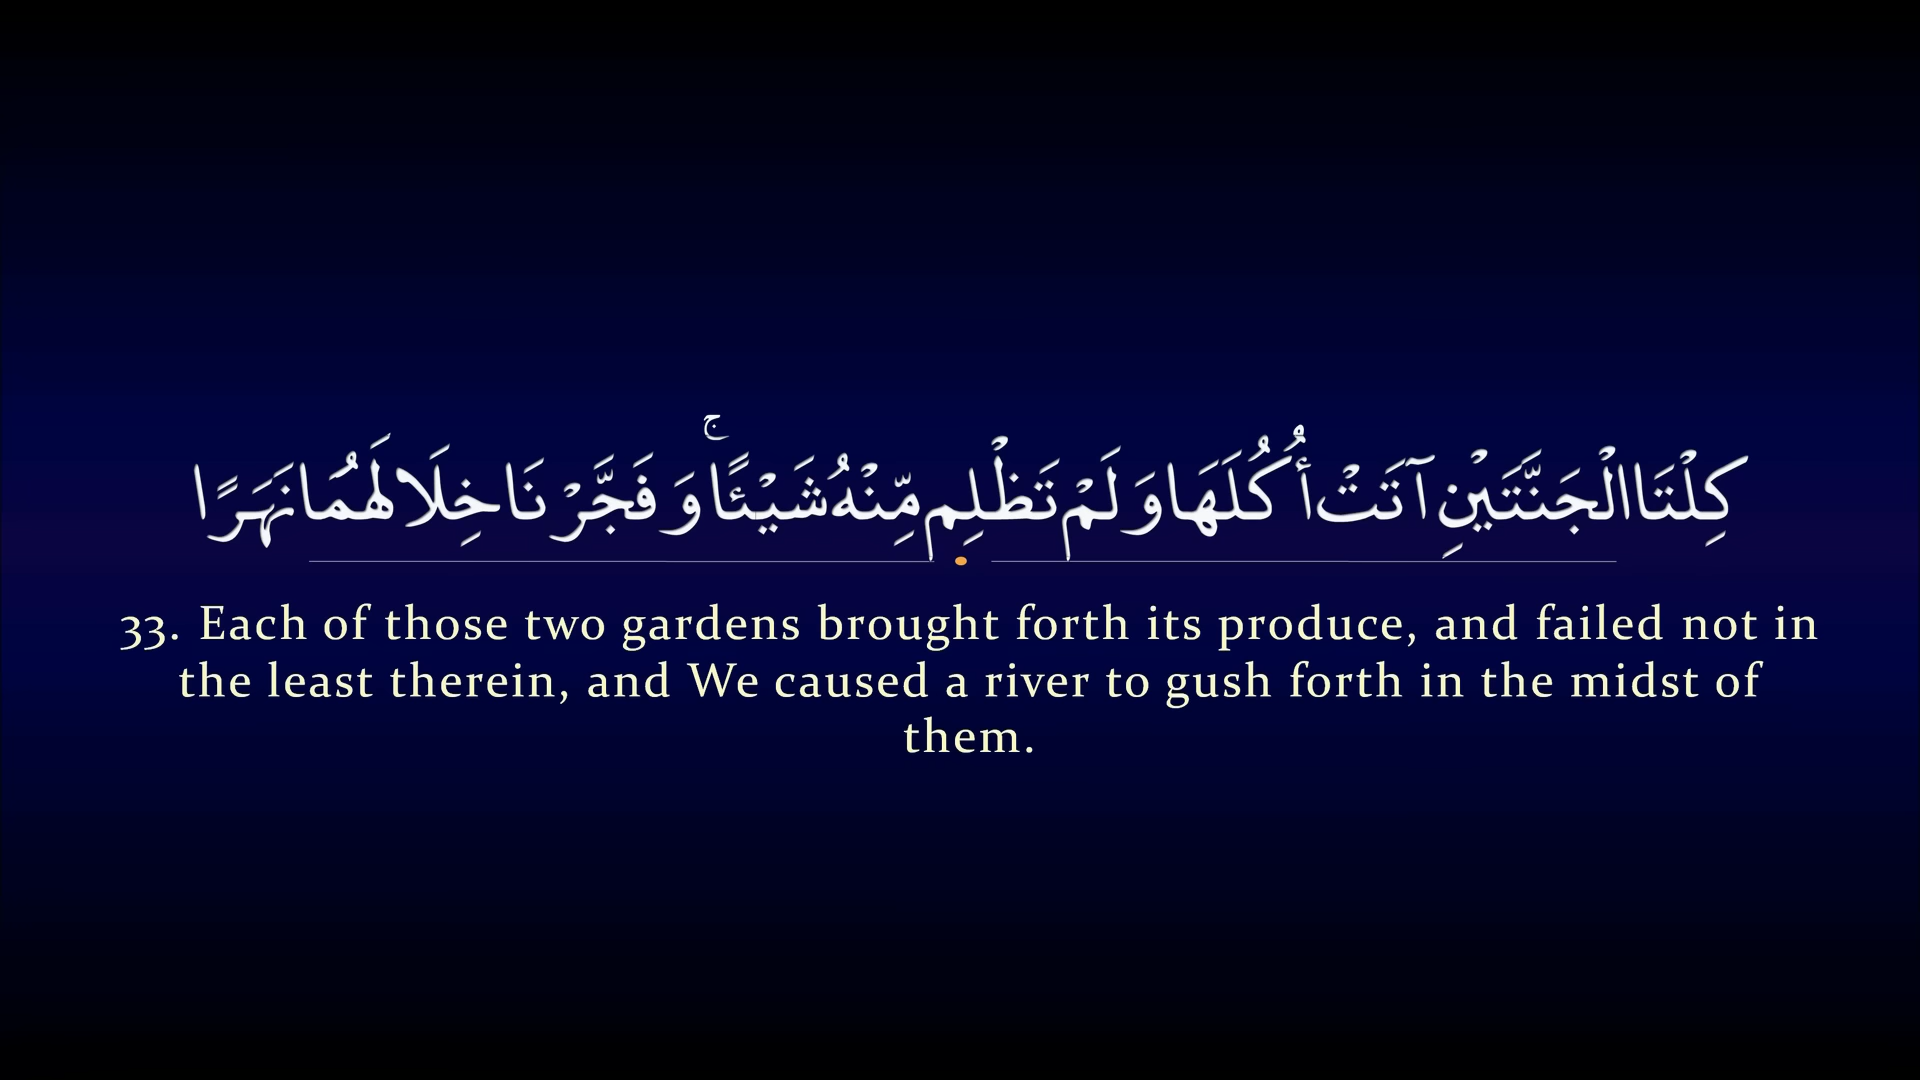 كِلْتَا الْجَنَّتَيْنِ آتَتْ أُكُلَهَا وَلَمْ تَظْلِم مِّنْهُ شَيْئًا ۚ وَفَجَّرْنَا خِلَالَهُمَا نَهَرًا
33. Each of those two gardens brought forth its produce, and failed not in
the least therein, and We caused a river to gush forth in the midst of
them.